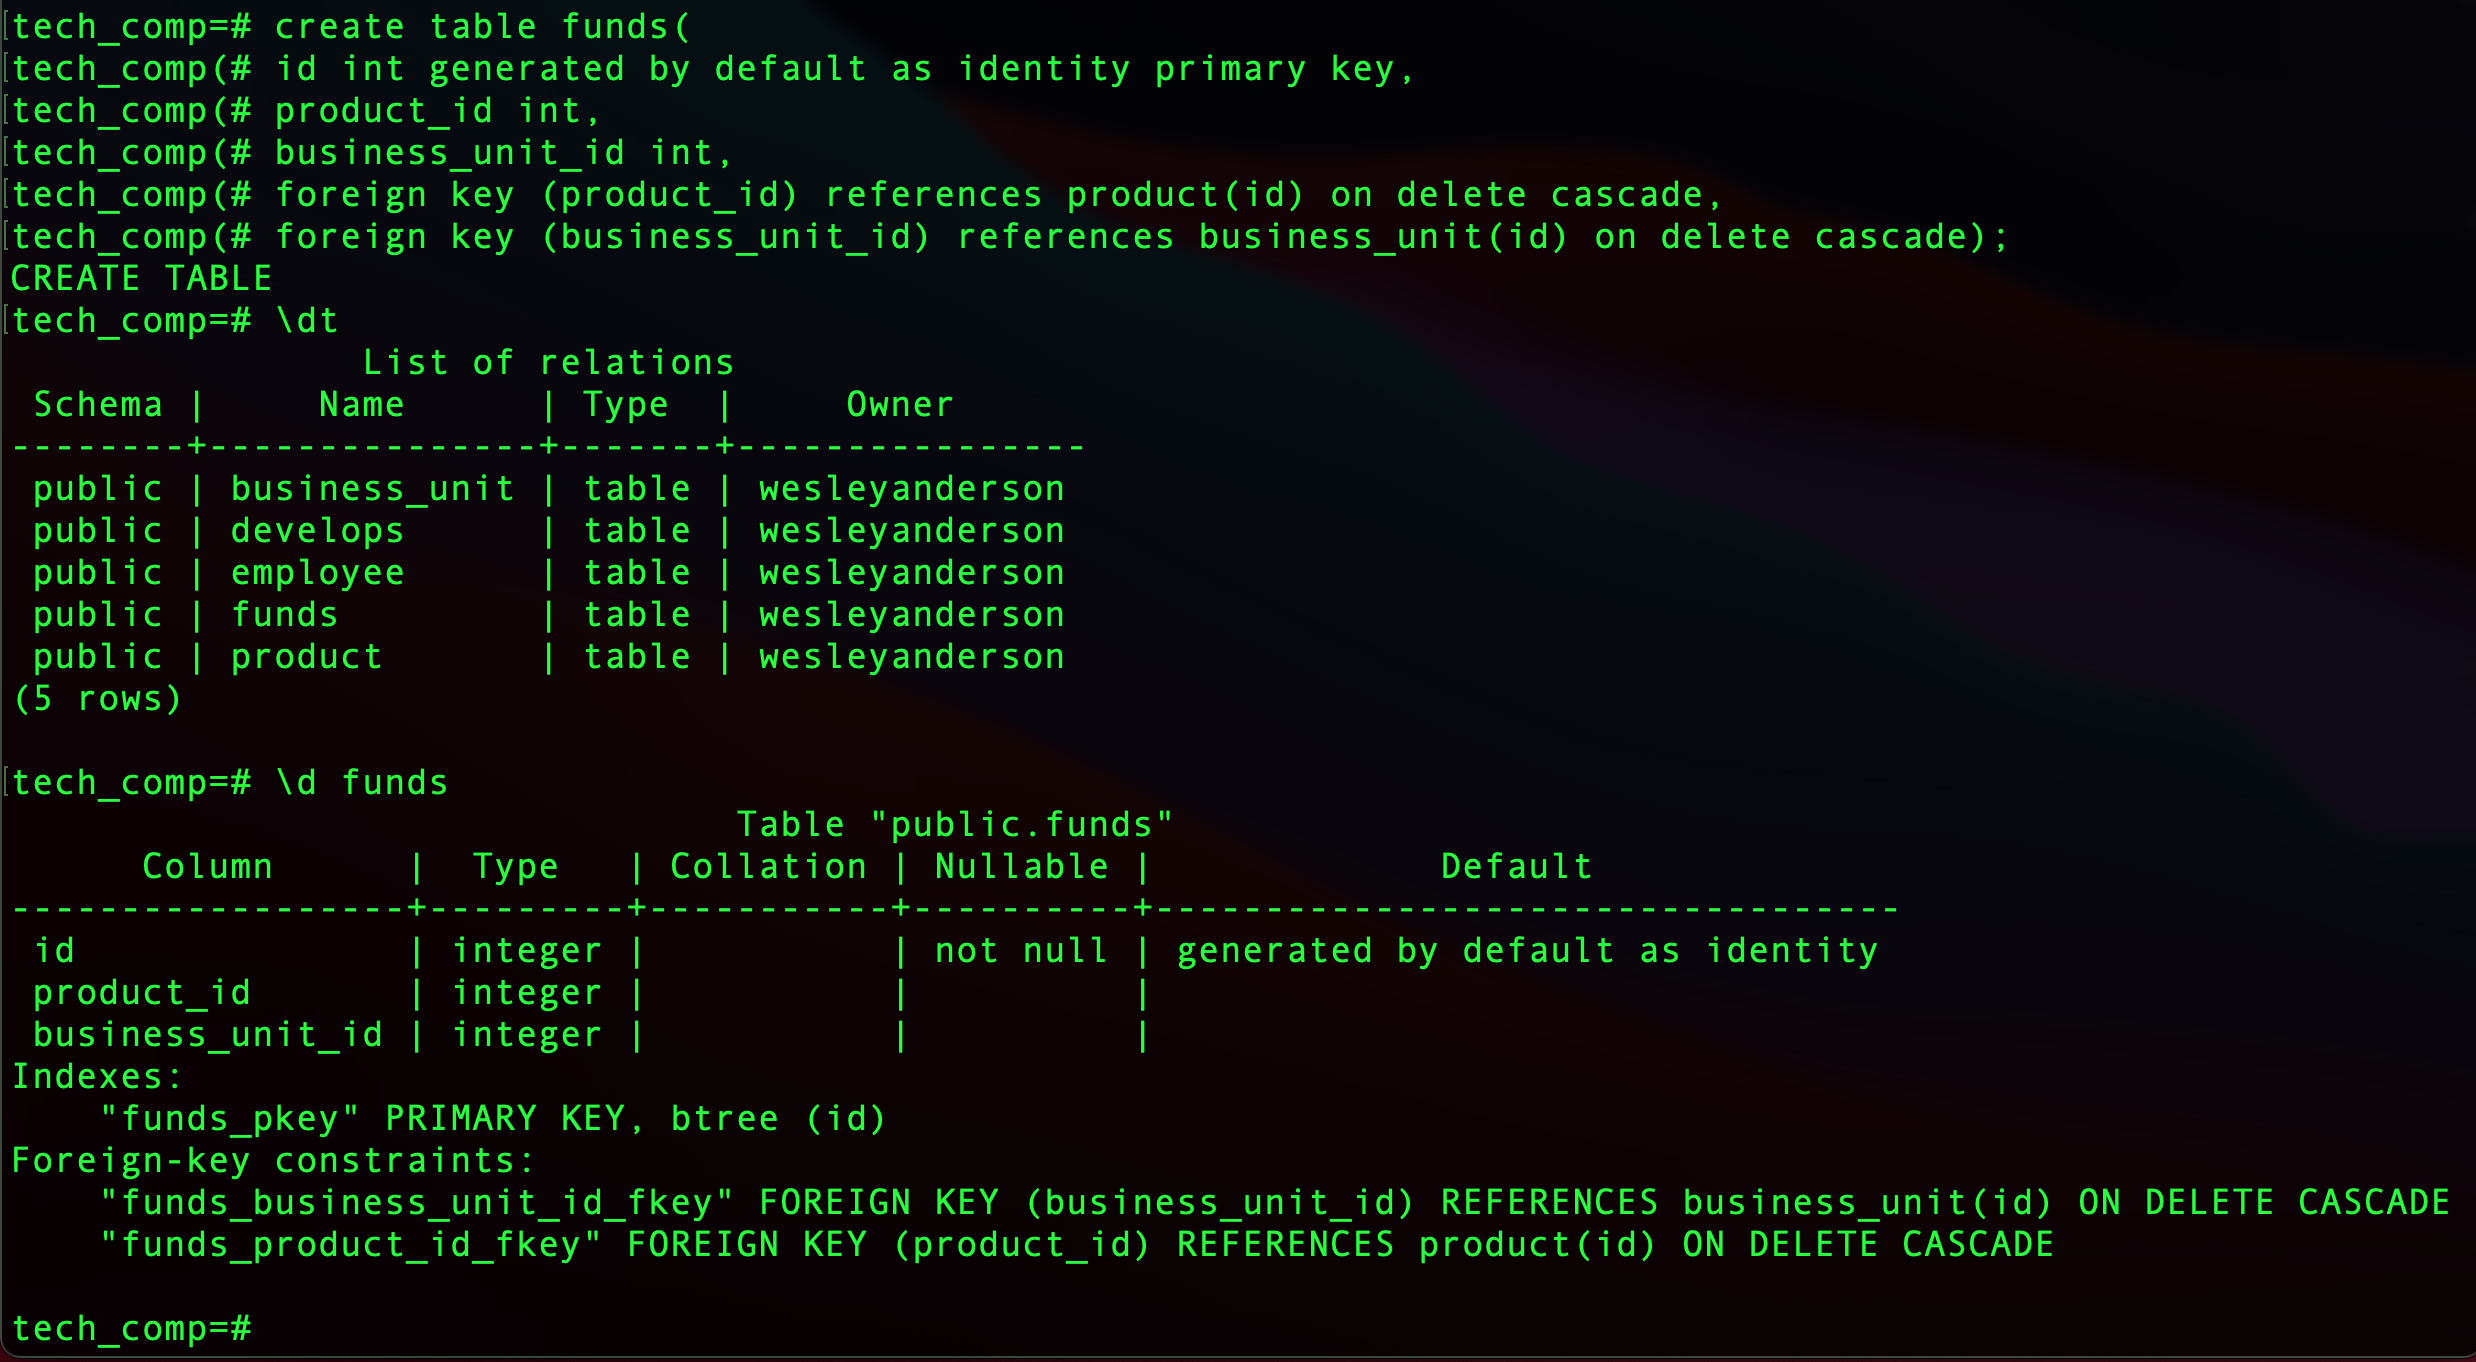 tech_comp=# create table funds(
tech_comp(# id int generated by default as identity primary key,
tech_comp(# product_id int,
tech_comp(# business_unit_id int,
tech_comp(# foreign key (product_id) references product(id) on delete cascade,
tech_comp(# foreign key (business_unit_id) references business_unit(id) on delete cascade);
CREATE TABLE
tech_comp=# \dt
                List of relations
 Schema |     Name      | Type  |     Owner
--------+---------------+-------+----------------
 public | business_unit | table | wesleyanderson
 public | develops      | table | wesleyanderson
 public | employee      | table | wesleyanderson
 public | funds         | table | wesleyanderson
 public | product       | table | wesleyanderson
(5 rows)

tech_comp=# \d funds
                                 Table "public.funds"
      Column      |  Type   | Collation | Nullable |             Default
------------------+---------+-----------+----------+----------------------------------
 id               | integer |           | not null | generated by default as identity
 product_id       | integer |           |          |
 business_unit_id | integer |           |          |
Indexes:
    "funds_pkey" PRIMARY KEY, btree (id)
Foreign-key constraints:
    "funds_business_unit_id_fkey" FOREIGN KEY (business_unit_id) REFERENCES business_unit(id) ON DELETE CASCADE
    "funds_product_id_fkey" FOREIGN KEY (product_id) REFERENCES product(id) ON DELETE CASCADE

tech_comp=#